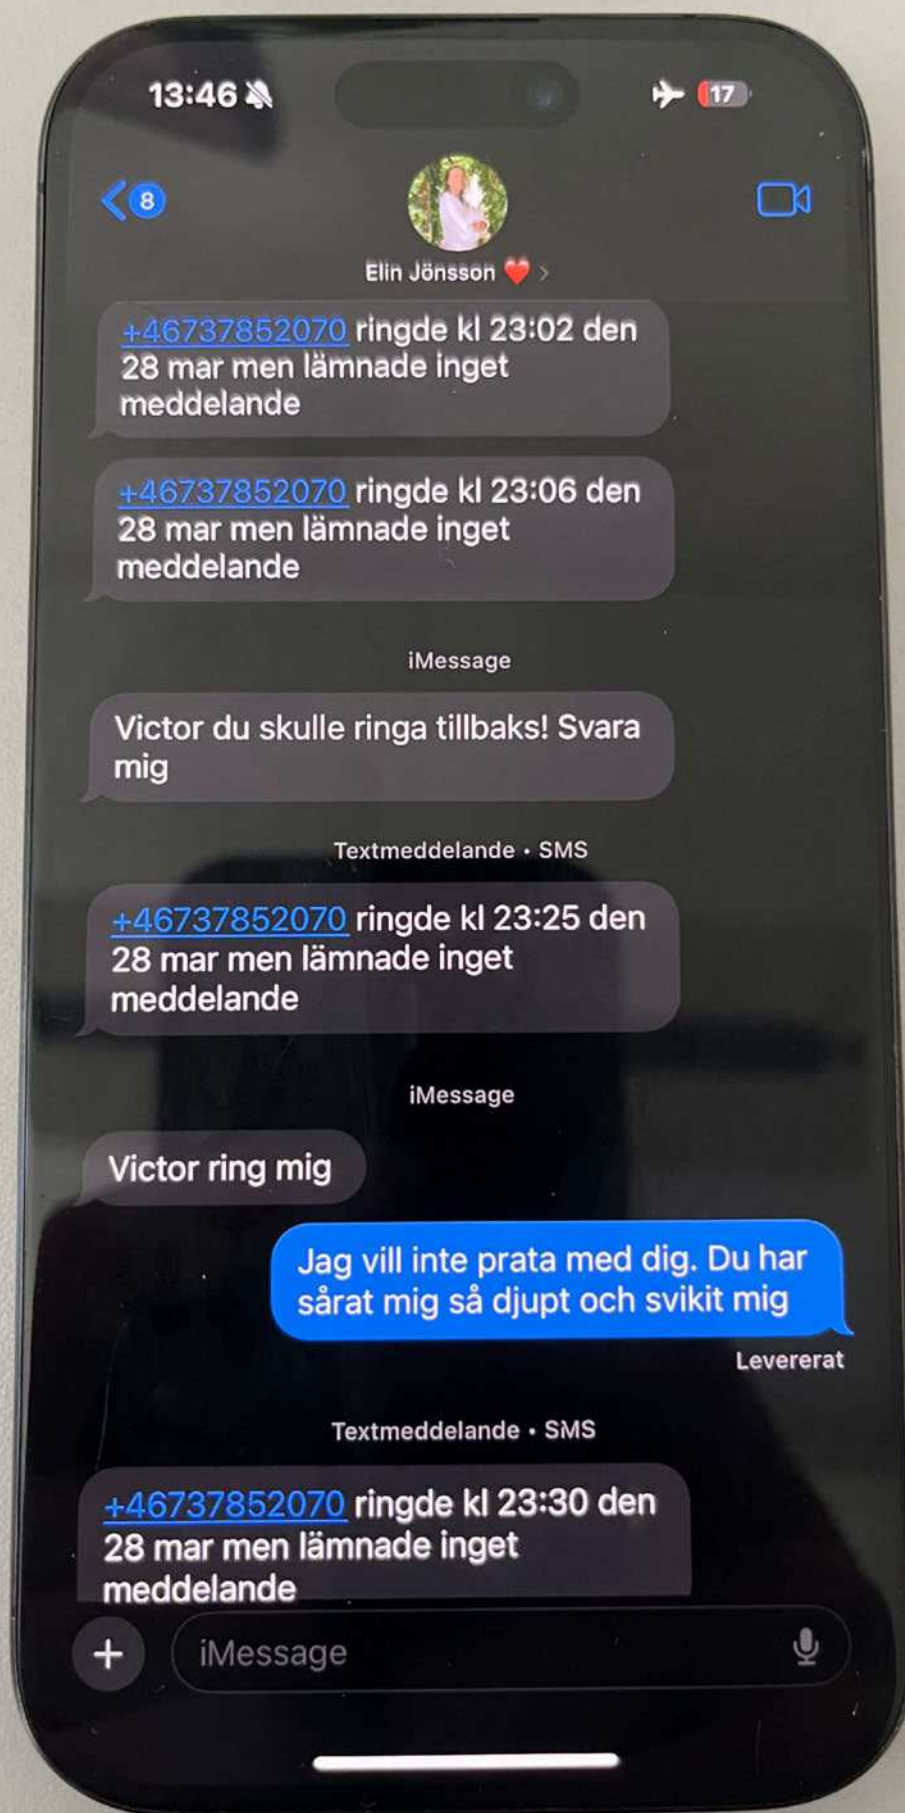 13:46
17
8
Elin Jönsson ❤️ >
+46737852070 ringde kl 23:02 den
28 mar men lämnade inget
meddelande
+46737852070 ringde kl 23:06 den
28 mar men lämnade inget
meddelande
iMessage
Victor du skulle ringa tillbaks! Svara
mig
Textmeddelande • SMS
+46737852070 ringde kl 23:25 den
28 mar men lämnade inget
meddelande
iMessage
Victor ring mig
Jag vill inte prata med dig. Du har
sårat mig så djupt och svikit mig
Levererat
Textmeddelande • SMS
+46737852070 ringde kl 23:30 den
28 mar men lämnade inget
meddelande
iMessage